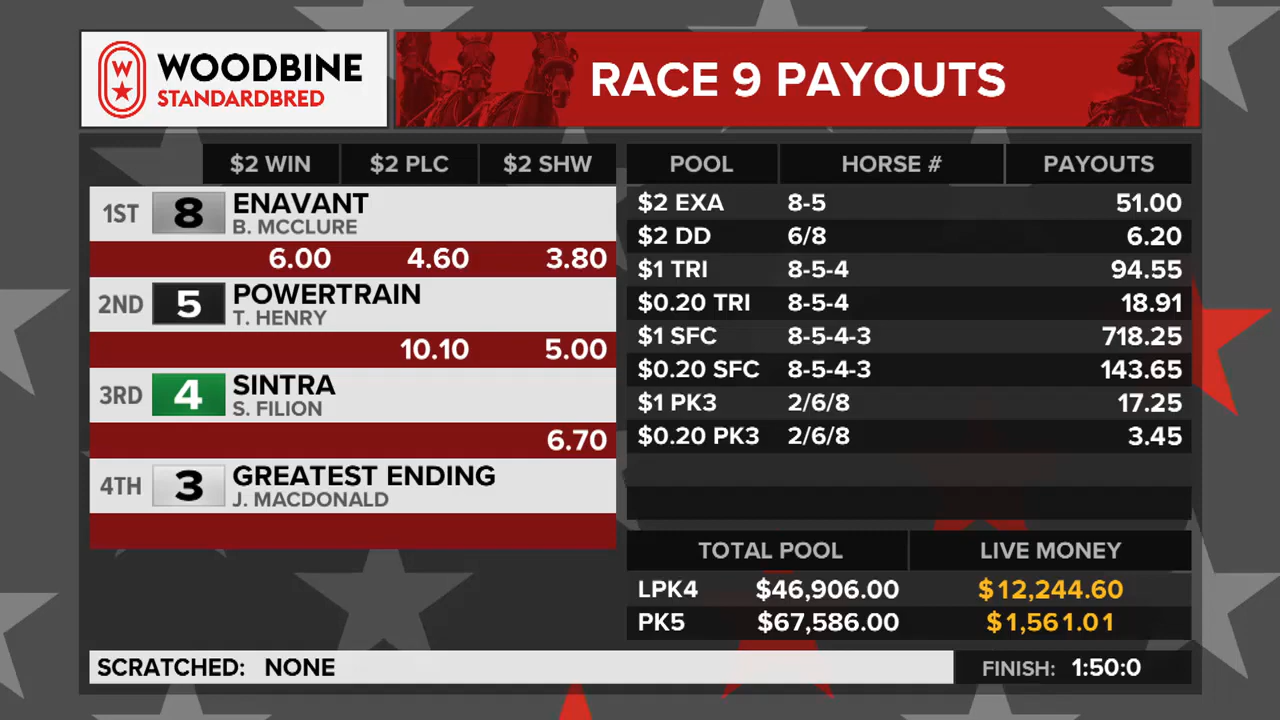 W
WOODBINE
STANDARDBRED
RACE 9 PAYOUTS
$2 WIN $2 PLC $2 SHW
1ST 8 ENAVANT
B. MCCLURE
6.00 4.60 3.80
2ND 5 POWERTRAIN
T. HENRY
10.10 5.00
3RD 4 SINTRA
S. FILION
6.70
4TH 3 GREATEST ENDING
J. MACDONALD
POOL HORSE # PAYOUTS
$2 EXA 8-5 51.00
$2 DD 6/8 6.20
$1 TRI 8-5-4 94.55
$0.20 TRI 8-5-4 18.91
$1 SFC 8-5-4-3 718.25
$0.20 SFC 8-5-4-3 143.65
$1 PK3 2/6/8 17.25
$0.20 PK3 2/6/8 3.45
TOTAL POOL LIVE MONEY
LPK4 $46,906.00 $12,244.60
PK5 $67,586.00 $1,561.01
SCRATCHED: NONE
FINISH: 1:50:0